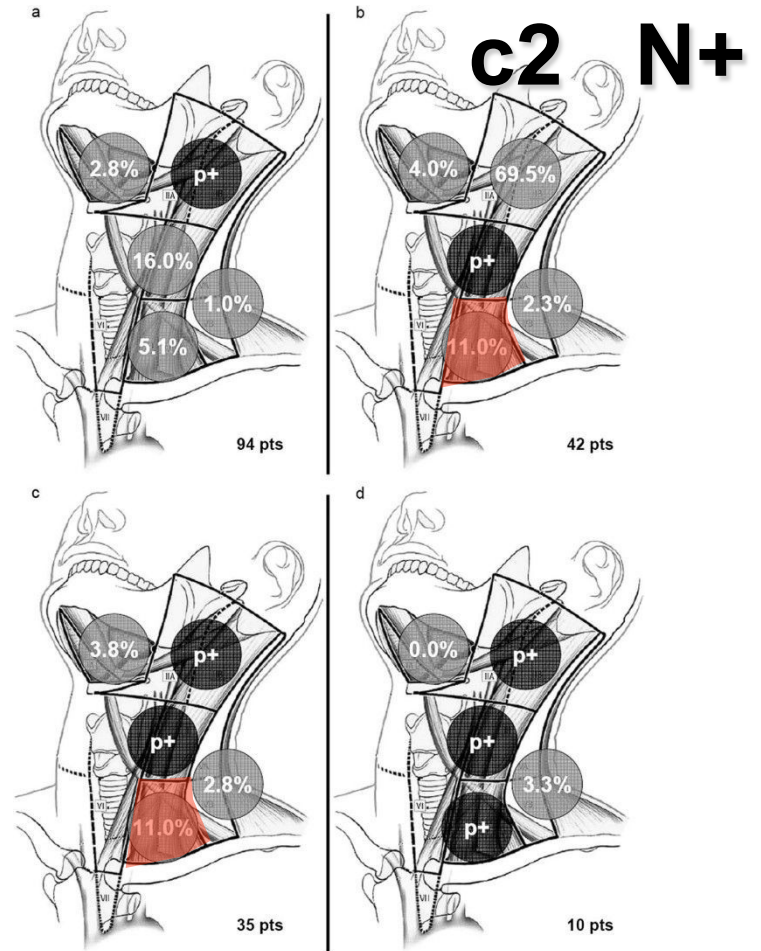 a
2.8%
p+
IIA
16.0%
1.0%
VI
5.1%
VII
94 pts
b
c2 N+
4.0%
69.5%
IIA
p+
2.3%
VI
11.0%
VII
42 pts
c
3.8%
p+
IIA
p+
2.8%
VI
11.0%
VII
35 pts
d
0.0%
p+
IIA
p+
3.3%
VI
p+
VII
10 pts